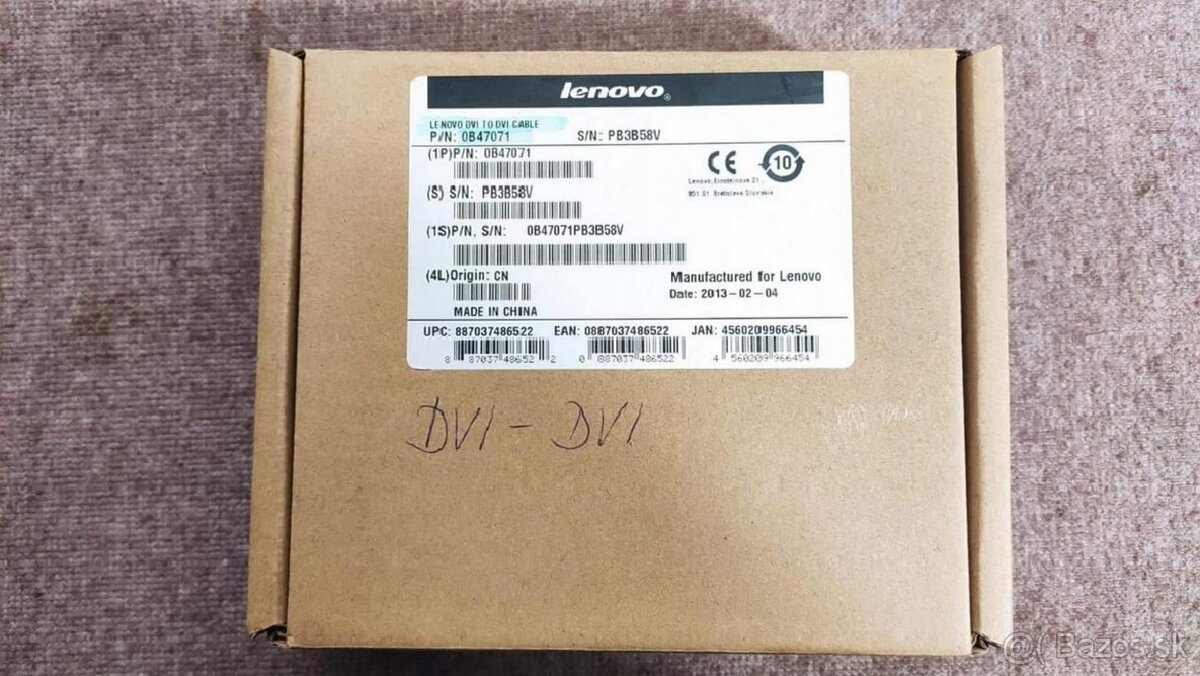 lenovo®
LENOVO DVI TO DVI CABLE
P/N: 0B47071 S/N: PB3B58V
(1P)P/N: 0B47071
(S) S/N: PB3B58V
(1S)P/N, S/N: 0B47071PB3B58V
(4L)Origin: CN
MADE IN CHINA
CE 10
Lenovo, Einsteinova 21
851 01 Bratislava, Slovakia
Manufactured for Lenovo
Date: 2013-02-04
UPC: 887037486522 EAN: 0887037486522 JAN: 4560209966454
8 87037 48652 2 0 887037 486522 4 560209 966454
DVI - DVI
@( Bazos.sk